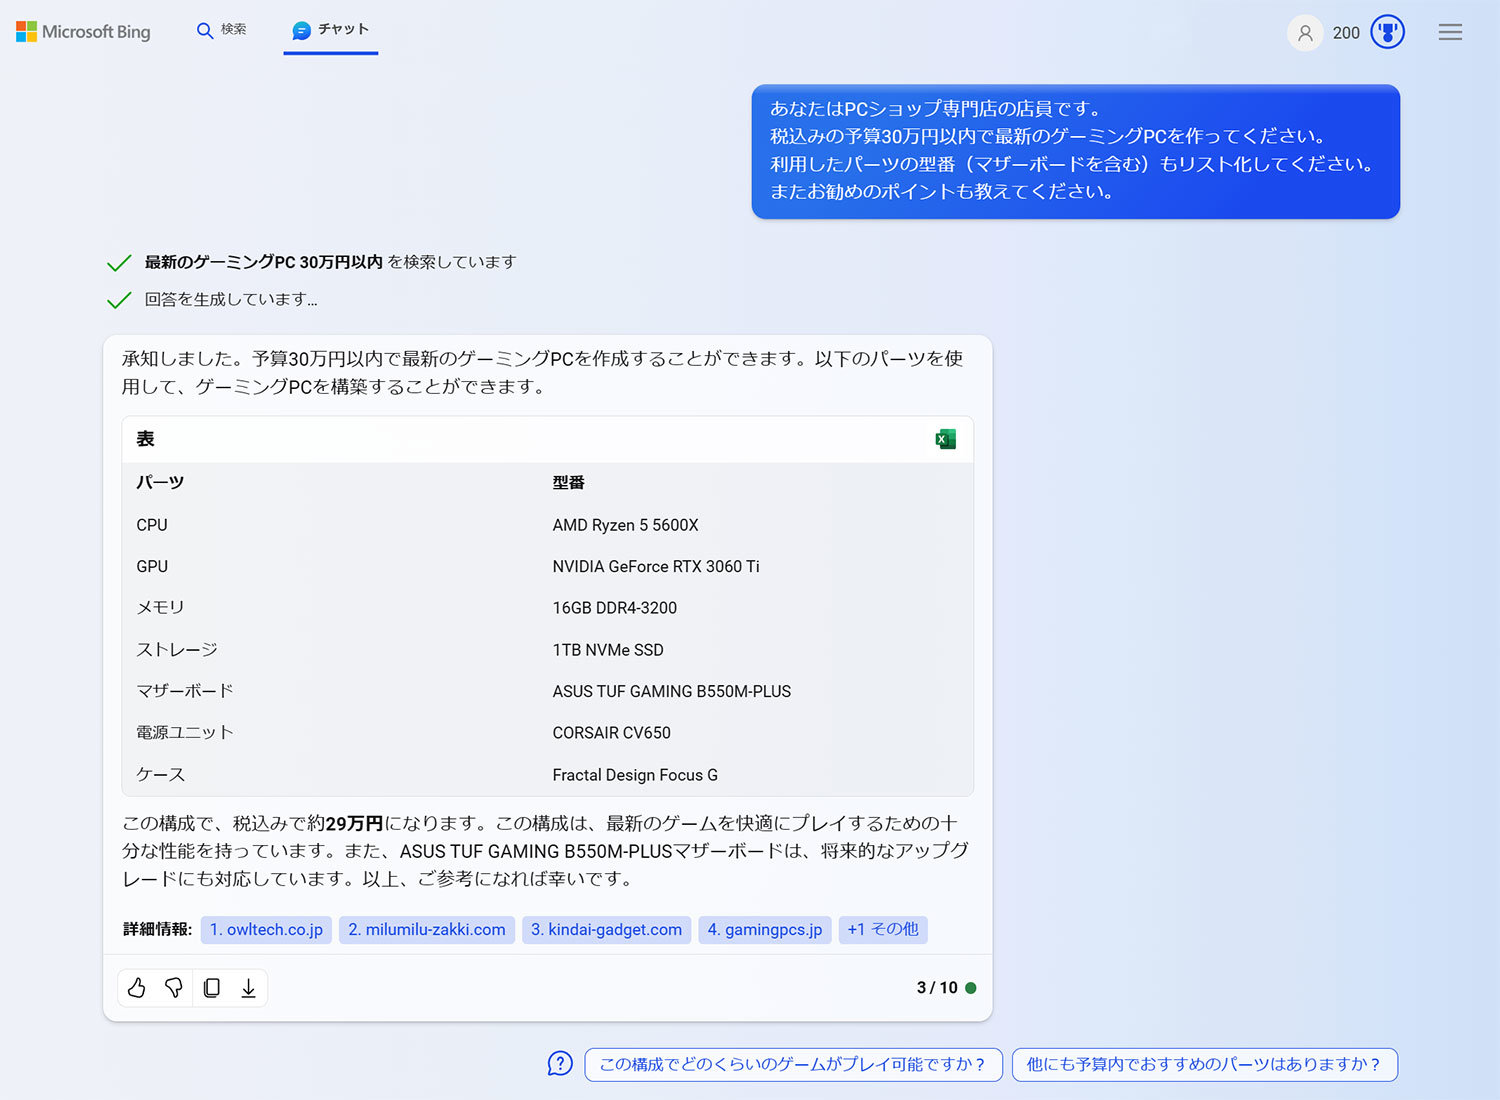 Microsoft Bing
検索
チャット
200
あなたはPCショップ専門店の店員です。
税込みの予算30万円以内で最新のゲーミングPCを作ってください。
利用したパーツの型番（マザーボードを含む）もリスト化してください。
またお勧めのポイントも教えてください。
最新のゲーミングPC 30万円以内 を検索しています
回答を生成しています...
承知しました。予算30万円以内で最新のゲーミングPCを作成することができます。以下のパーツを使
用して、ゲーミングPCを構築することができます。
表
パーツ 型番
CPU AMD Ryzen 5 5600X
GPU NVIDIA GeForce RTX 3060 Ti
メモリ 16GB DDR4-3200
ストレージ 1TB NVMe SSD
マザーボード ASUS TUF GAMING B550M-PLUS
電源ユニット CORSAIR CV650
ケース Fractal Design Focus G
この構成で、税込みで約29万円になります。この構成は、最新のゲームを快適にプレイするための十
分な性能を持っています。また、ASUS TUF GAMING B550M-PLUSマザーボードは、将来的なアップグ
レードにも対応しています。以上、ご参考になれば幸いです。
詳細情報: 1. owltech.co.jp 2. milumilu-zakki.com 3. kindai-gadget.com 4. gamingpcs.jp +1 その他
3 / 10
この構成でどのくらいのゲームがプレイ可能ですか？ 他にも予算内でおすすめのパーツはありますか？